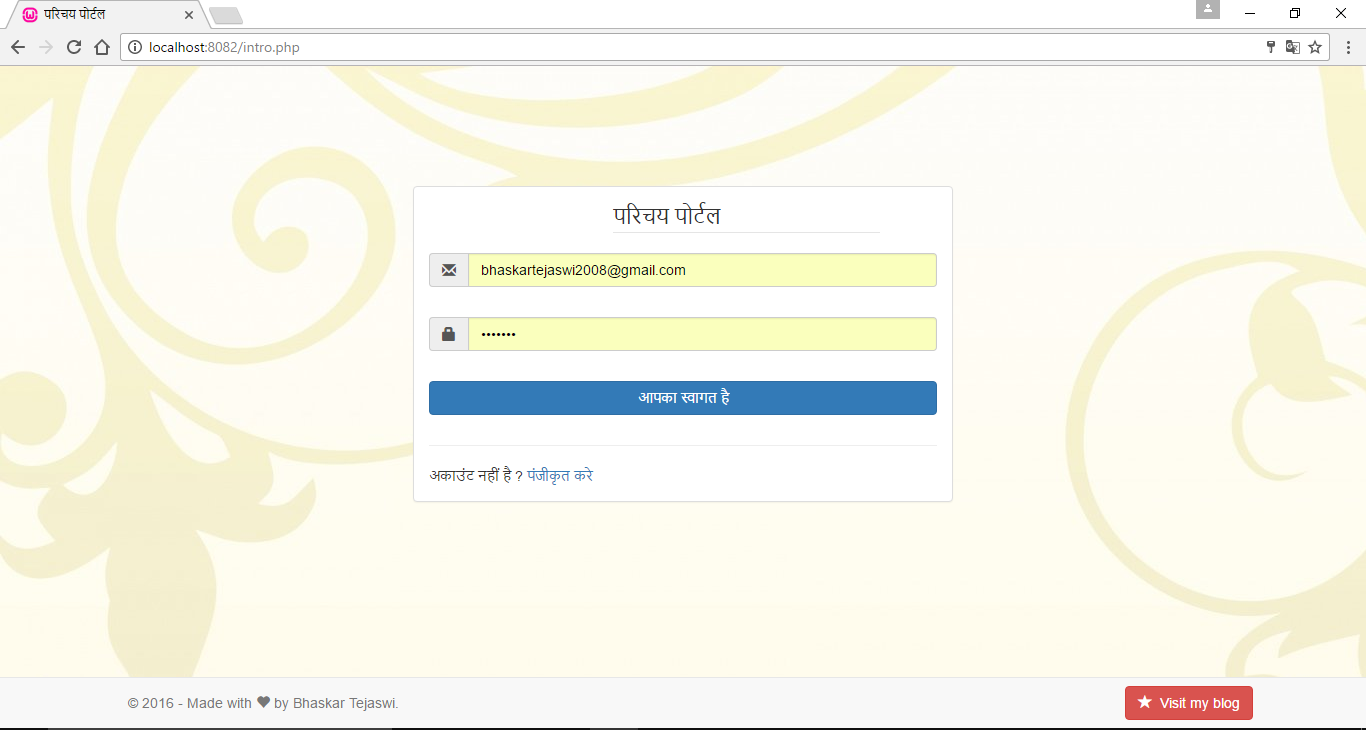 परिचय पोर्टल
localhost:8082/intro.php
परिचय पोर्टल
bhaskartejaswi2008@gmail.com
•••••••
आपका स्वागत है
अकाउंट नहीं है ? पंजीकृत करे
© 2016 - Made with ❤ by Bhaskar Tejaswi.
★ Visit my blog